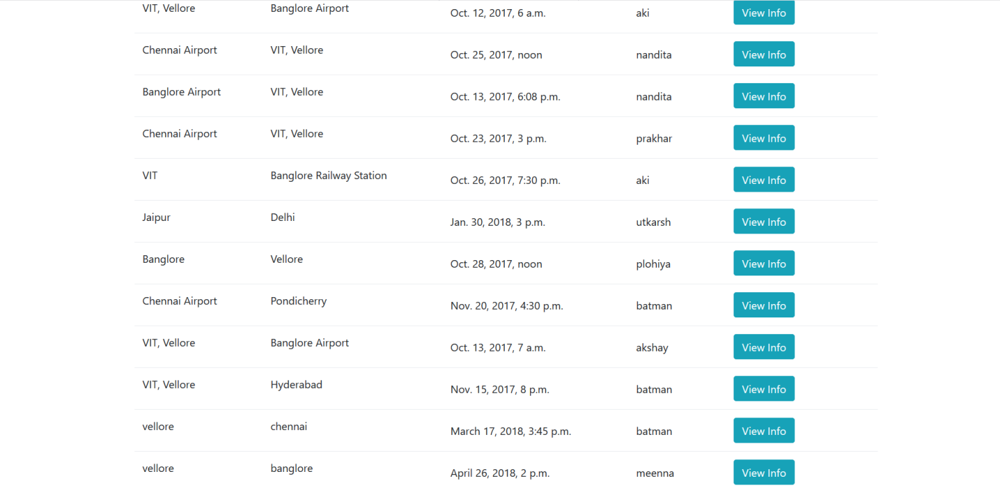 VIT, Vellore Banglore Airport Oct. 12, 2017, 6 a.m. aki View Info
Chennai Airport VIT, Vellore Oct. 25, 2017, noon nandita View Info
Banglore Airport VIT, Vellore Oct. 13, 2017, 6:08 p.m. nandita View Info
Chennai Airport VIT, Vellore Oct. 23, 2017, 3 p.m. prakhar View Info
VIT Banglore Railway Station Oct. 26, 2017, 7:30 p.m. aki View Info
Jaipur Delhi Jan. 30, 2018, 3 p.m. utkarsh View Info
Banglore Vellore Oct. 28, 2017, noon plohiya View Info
Chennai Airport Pondicherry Nov. 20, 2017, 4:30 p.m. batman View Info
VIT, Vellore Banglore Airport Oct. 13, 2017, 7 a.m. akshay View Info
VIT, Vellore Hyderabad Nov. 15, 2017, 8 p.m. batman View Info
vellore chennai March 17, 2018, 3:45 p.m. batman View Info
vellore banglore April 26, 2018, 2 p.m. meenna View Info